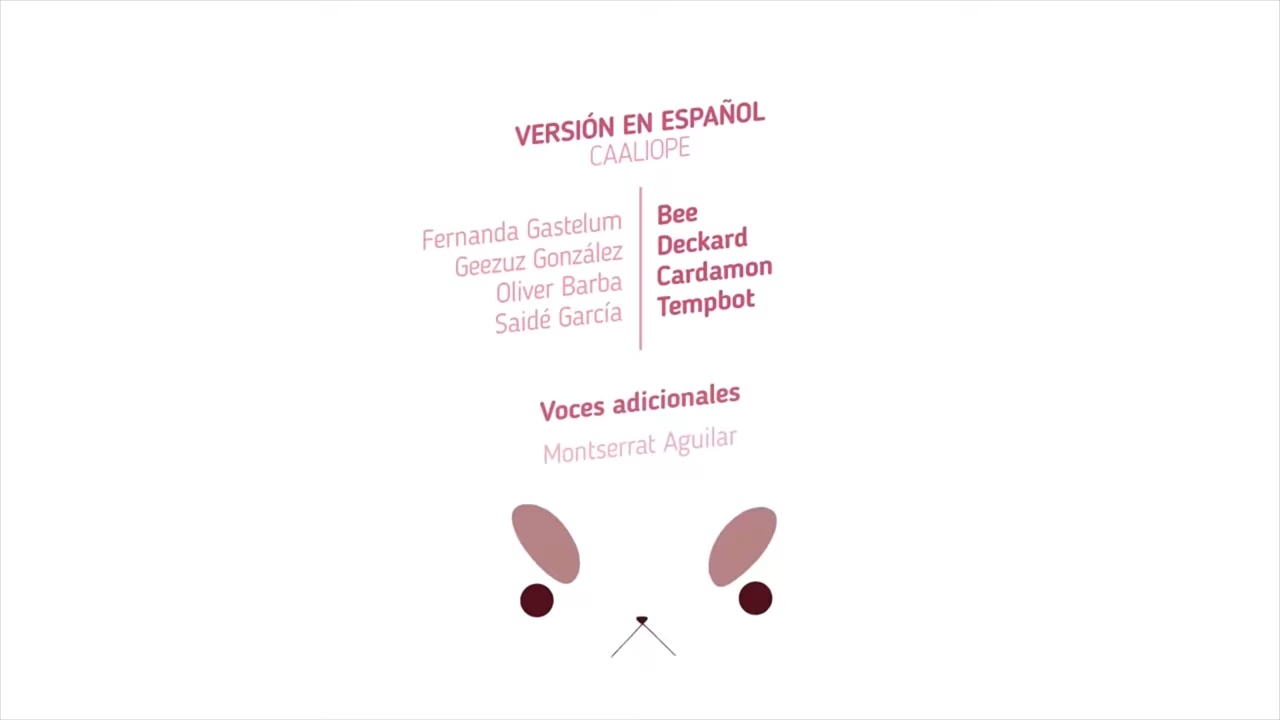 VERSIÓN EN ESPAÑOL
CAALIOPE
Fernanda Gastelum Bee
Geezuz González Deckard
Oliver Barba Cardamon
Saidé García Tempbot
Voces adicionales
Montserrat Aguilar